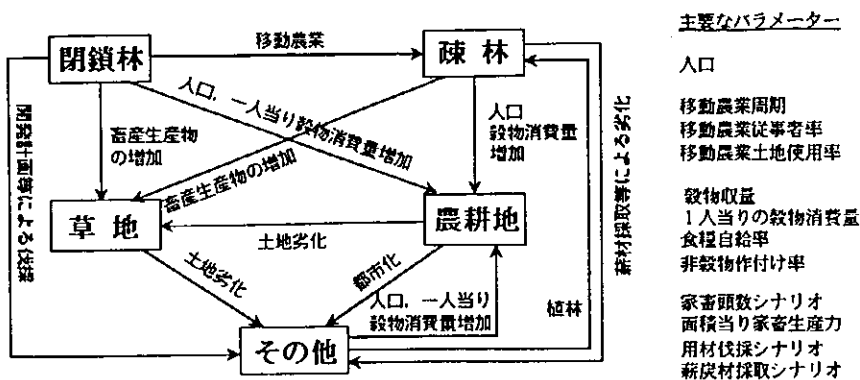 閉鎖林
移動農業
疎林
人口，一人当り穀物消費量増加
畜産生産物
の増加
畜産生産物の増加
人口
穀物消費量
増加
開発計画等による伐採
薪材採取等による劣化
草地
土地劣化
農耕地
土地劣化
都市化
人口，一人当り
穀物消費量増加
植林
その他
主要なパラメーター
人口
移動農業周期
移動農業従事者率
移動農業土地使用率
穀物収量
１人当りの穀物消費量
食糧自給率
非穀物作付け率
家畜頭数シナリオ
面積当り家畜生産力
用材伐採シナリオ
薪炭材採取シナリオ